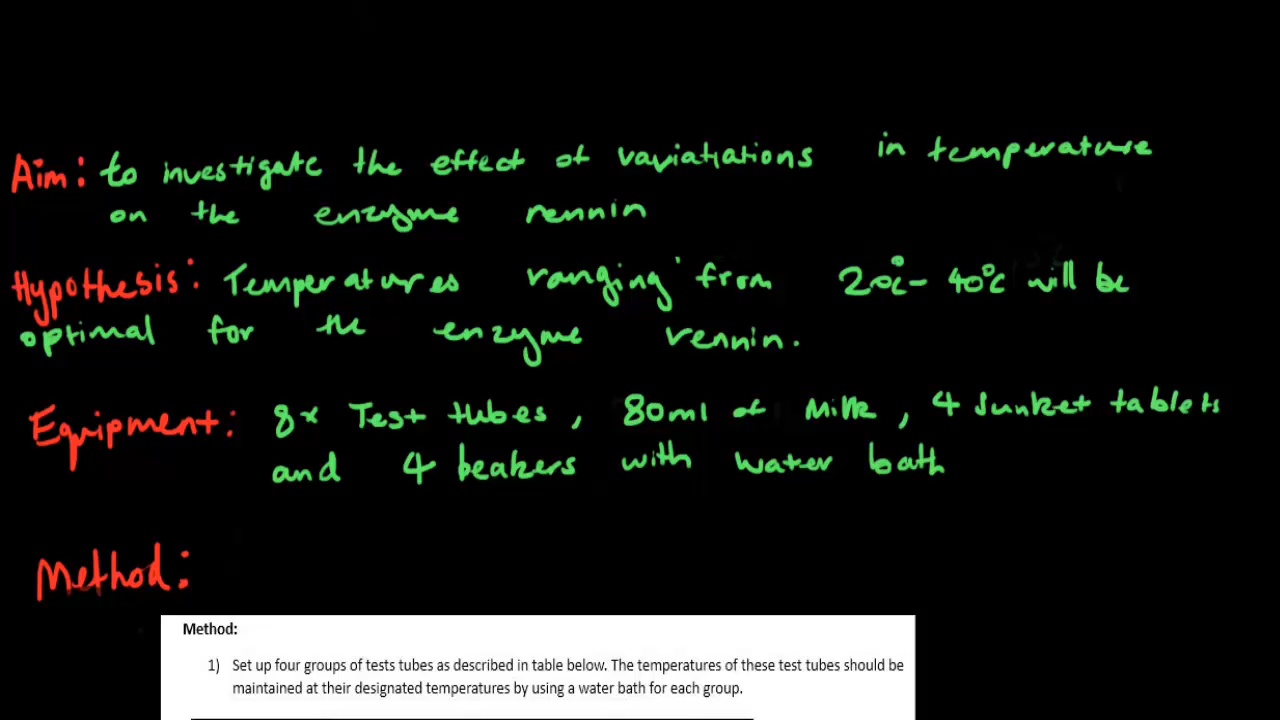 Aim: to investigate the effect of variatiations in temperature
on the enzyme rennin
Hypothesis: Temperatures ranging from 20°c- 40°c will be
optimal for the enzyme rennin.
Equipment: 8x Test tubes, 80ml of Milk, 4 Junket tablets
and 4 beakers with water bath
Method:
Method:
1) Set up four groups of tests tubes as described in table below. The temperatures of these test tubes should be
maintained at their designated temperatures by using a water bath for each group.